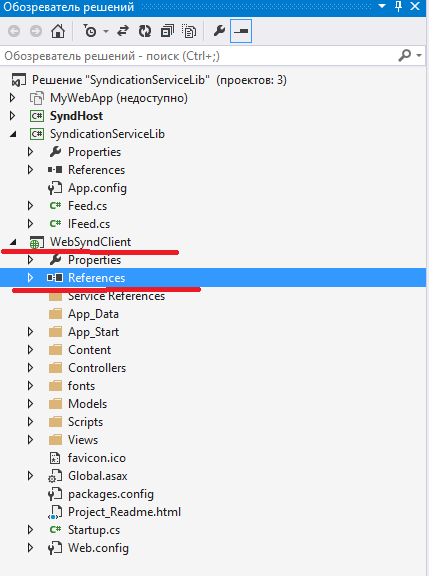 Обозреватель решений
Обозреватель решений - поиск (Ctrl+;)
Решение "SyndicationServiceLib" (проектов: 3)
MyWebApp (недоступно)
C# SyndHost
C# SyndicationServiceLib
Properties
References
App.config
C# Feed.cs
C# IFeed.cs
WebSyndClient
Properties
References
Service References
App_Data
App_Start
Content
Controllers
fonts
Models
Scripts
Views
favicon.ico
Global.asax
packages.config
Project_Readme.html
C# Startup.cs
Web.config